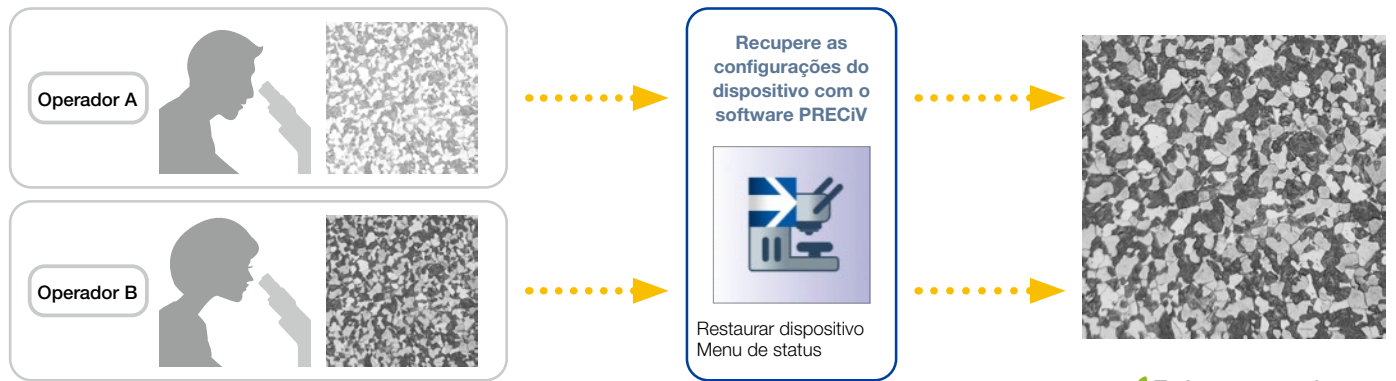 Operador A
Operador B
Recupere as
configurações do
dispositivo com o
software PRECiV
Restaurar dispositivo
Menu de status